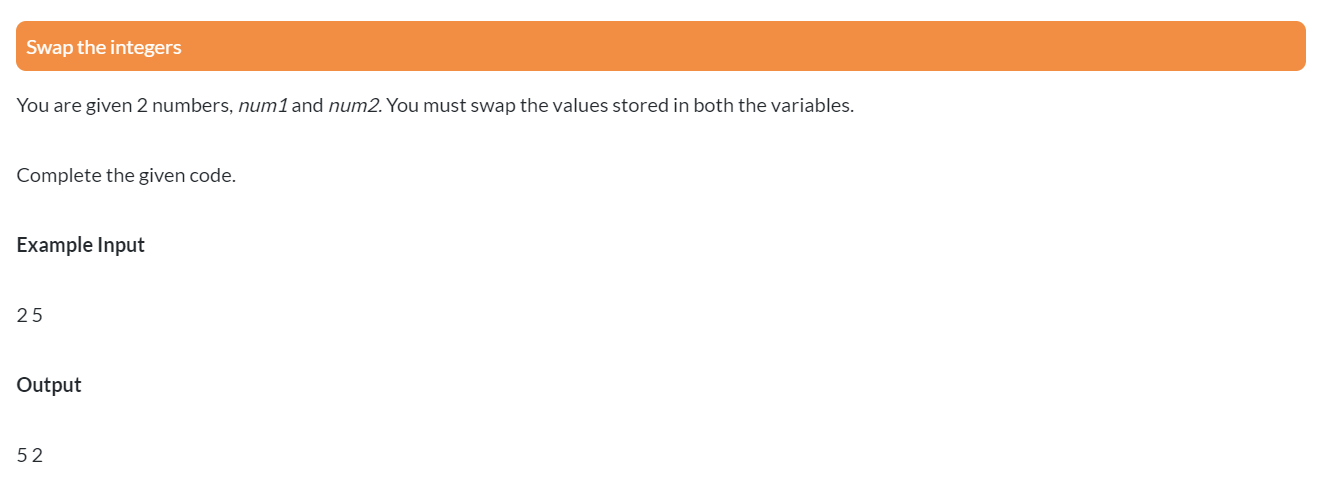 Swap the integers
You are given 2 numbers, num1 and num2. You must swap the values stored in both the variables.
Complete the given code.
Example Input
2 5
Output
5 2